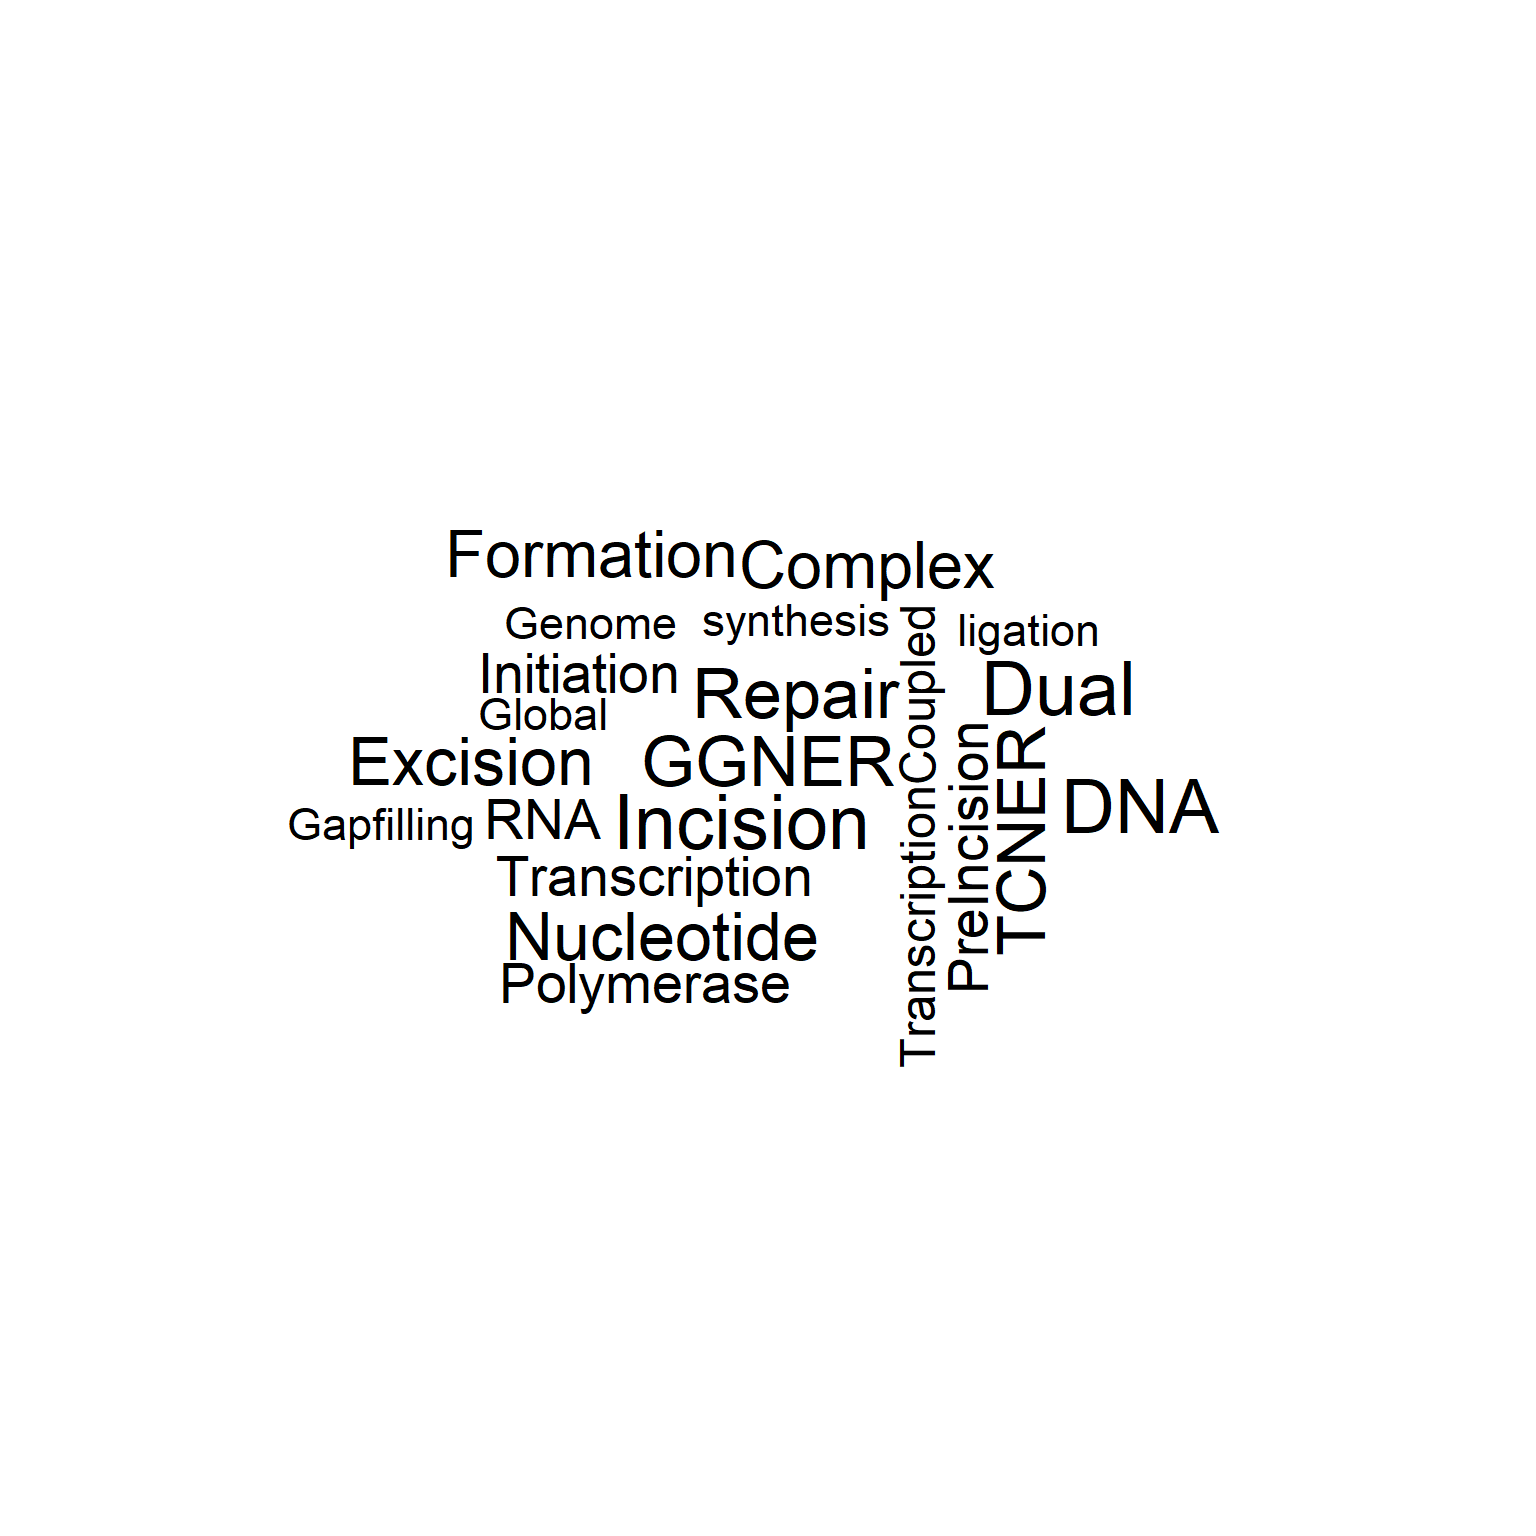 Formation
Complex
Genome
synthesis
ligation
Initiation
Repair
Dual
Global
Excision
GGNER
TranscriptionCoupled
PreIncision
TCNER
DNA
Gapfilling
RNA
Incision
Transcription
Nucleotide
Polymerase